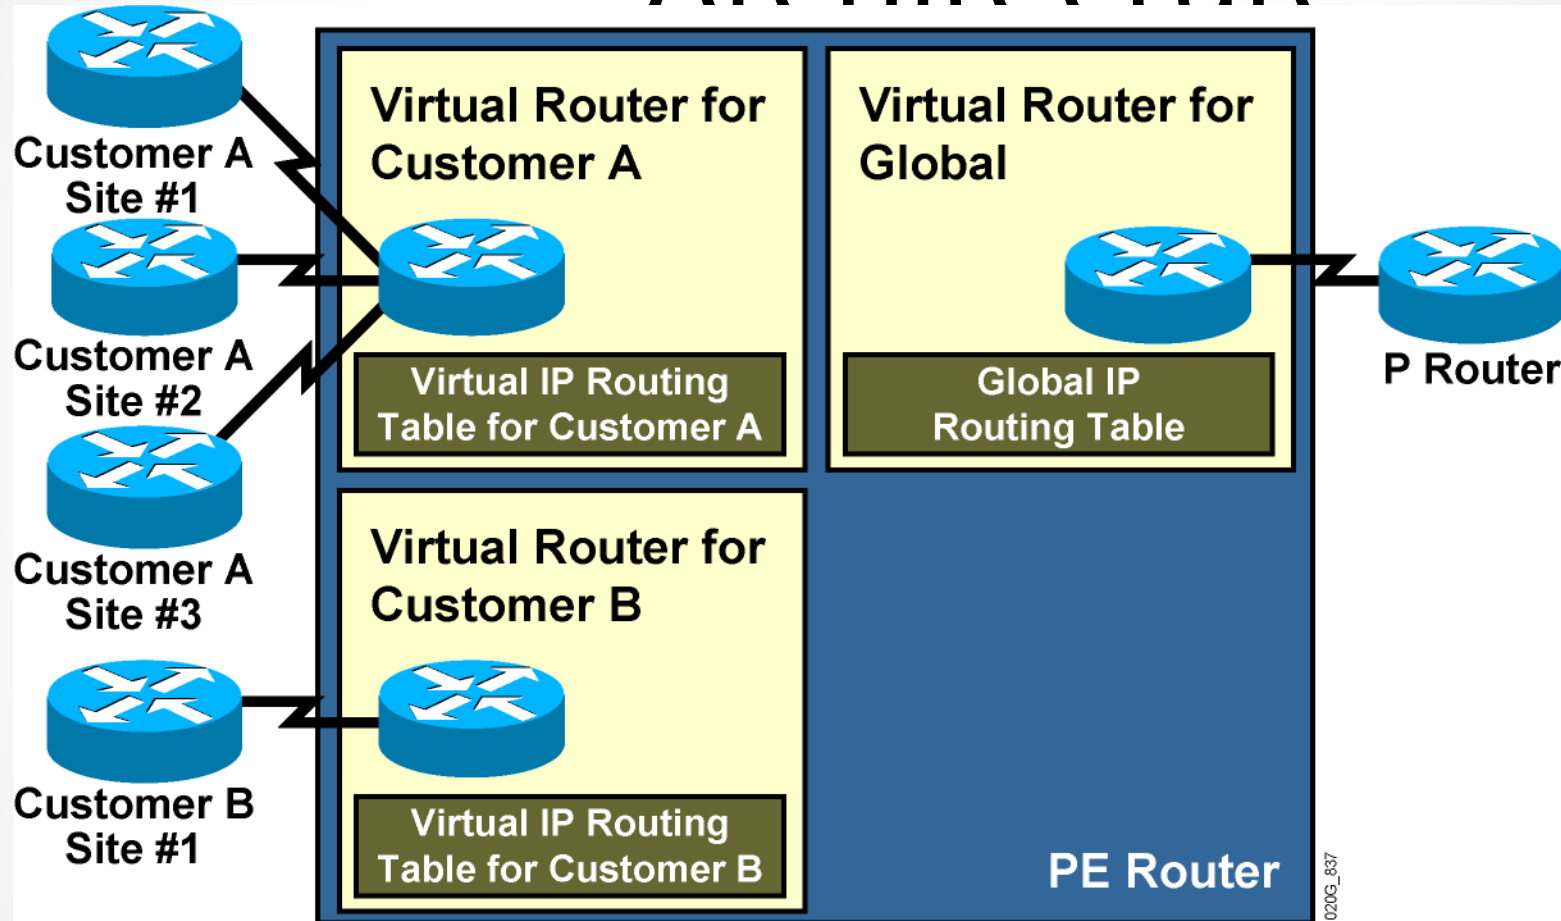 Customer A
Site #1
Customer A
Site #2
Customer A
Site #3
Customer B
Site #1
Virtual Router for
Customer A
Virtual IP Routing
Table for Customer A
Virtual Router for
Customer B
Virtual IP Routing
Table for Customer B
Virtual Router for
Global
Global IP
Routing Table
PE Router
P Router
020G_837